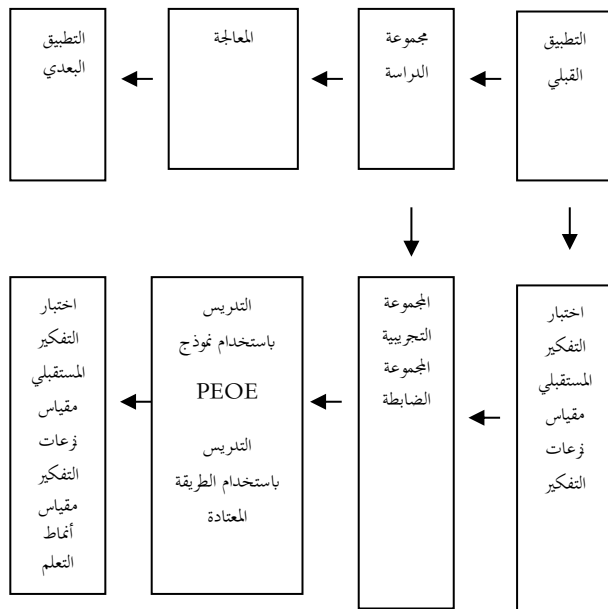 التطبيق
القبلي
مجموعة
الدراسة
المعالجة
التطبيق
البعدي
اختبار
التفكير
المستقبلي
مقياس
نزعات
التفكير
المجموعة
التجريبية
المجموعة
الضابطة
التدريس
باستخدام نموذج
PEOE
التدريس
باستخدام الطريقة
المعتادة
اختبار
التفكير
المستقبلي
مقياس
نزعات
التفكير
مقياس
أنماط
التعلم